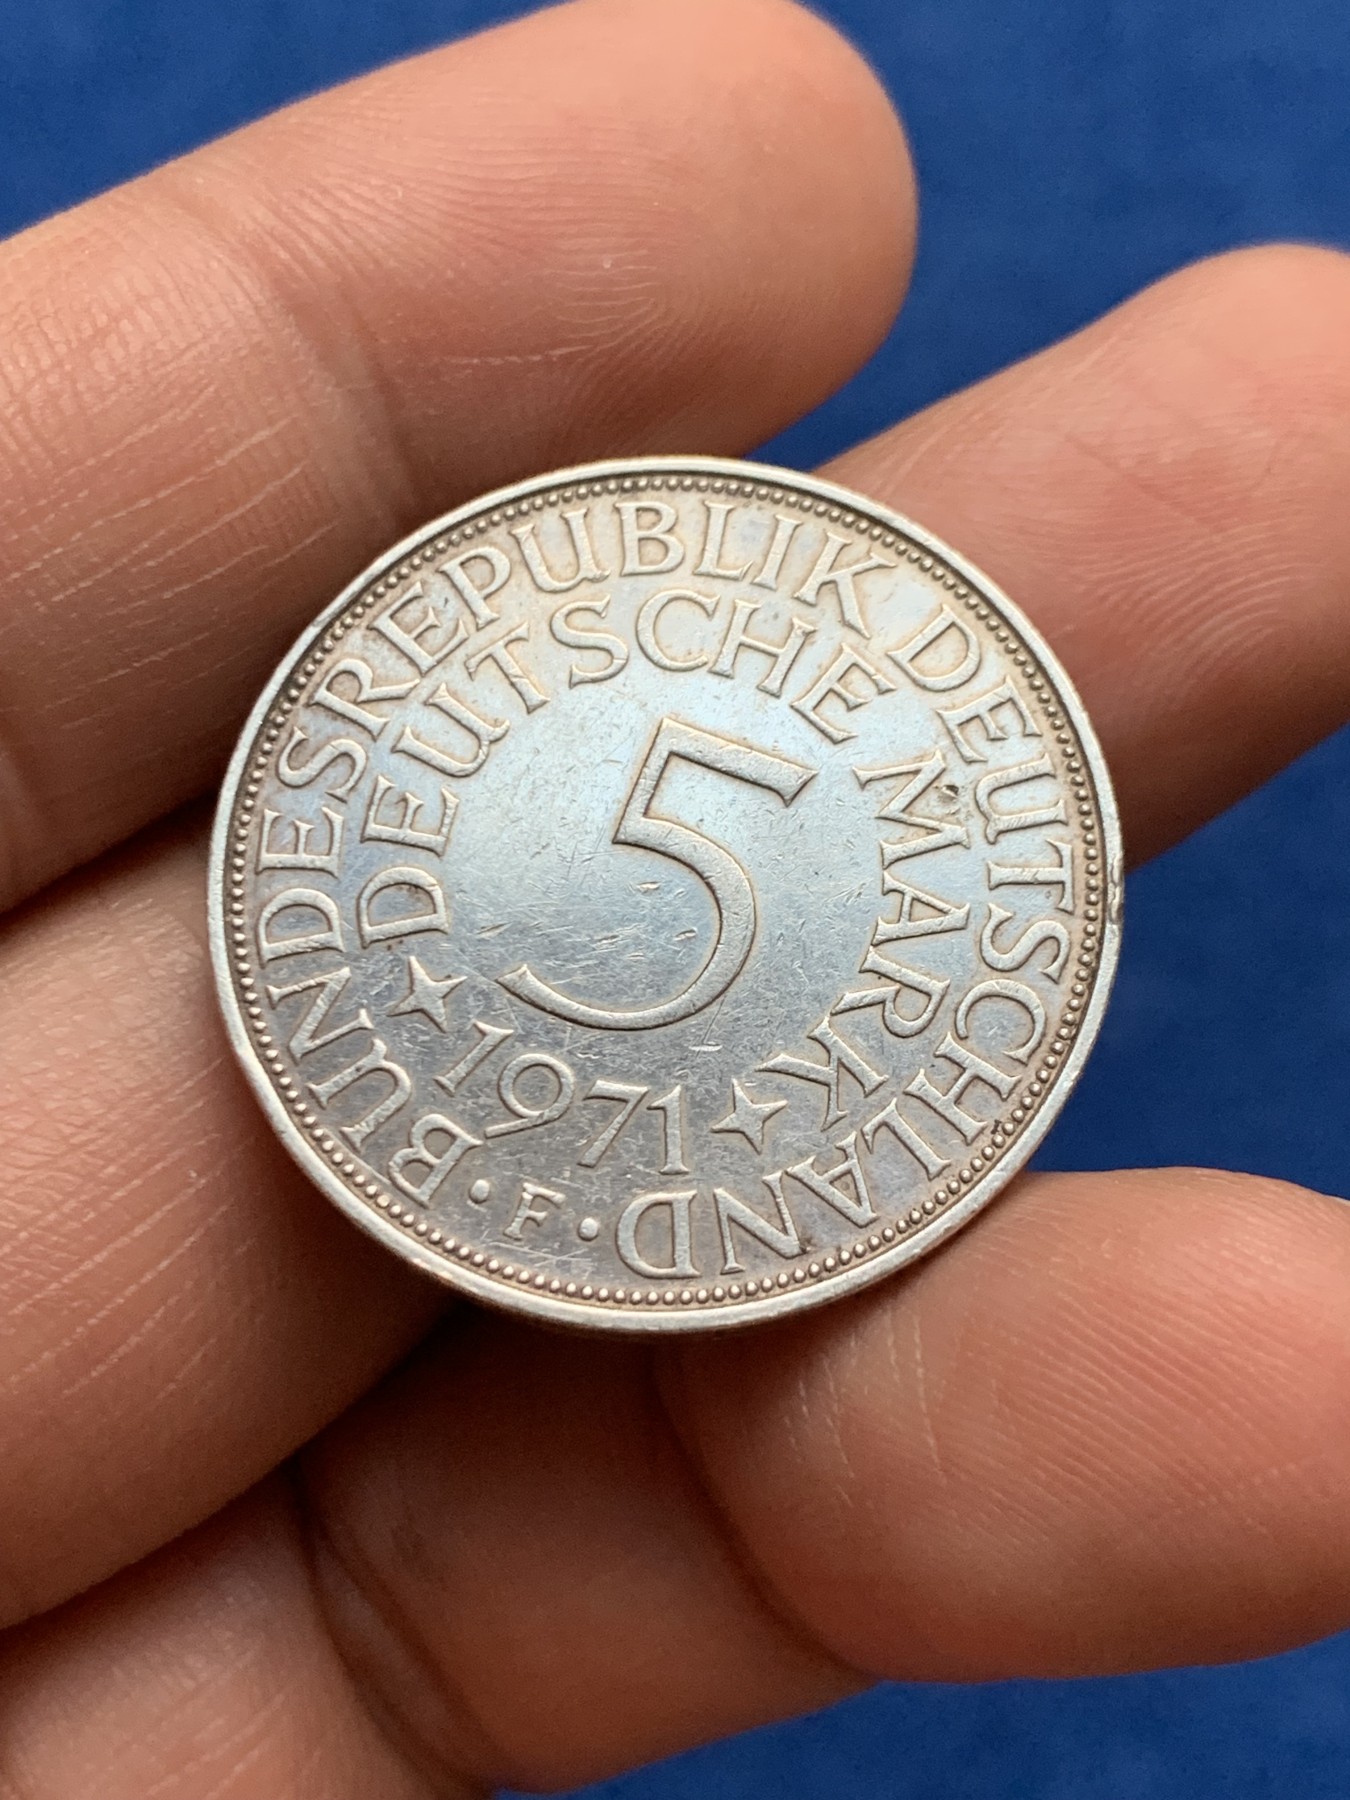 BUNDESREPUBLIK DEUTSCHLAND
DEUTSCHE MARK
5
1971
· F ·